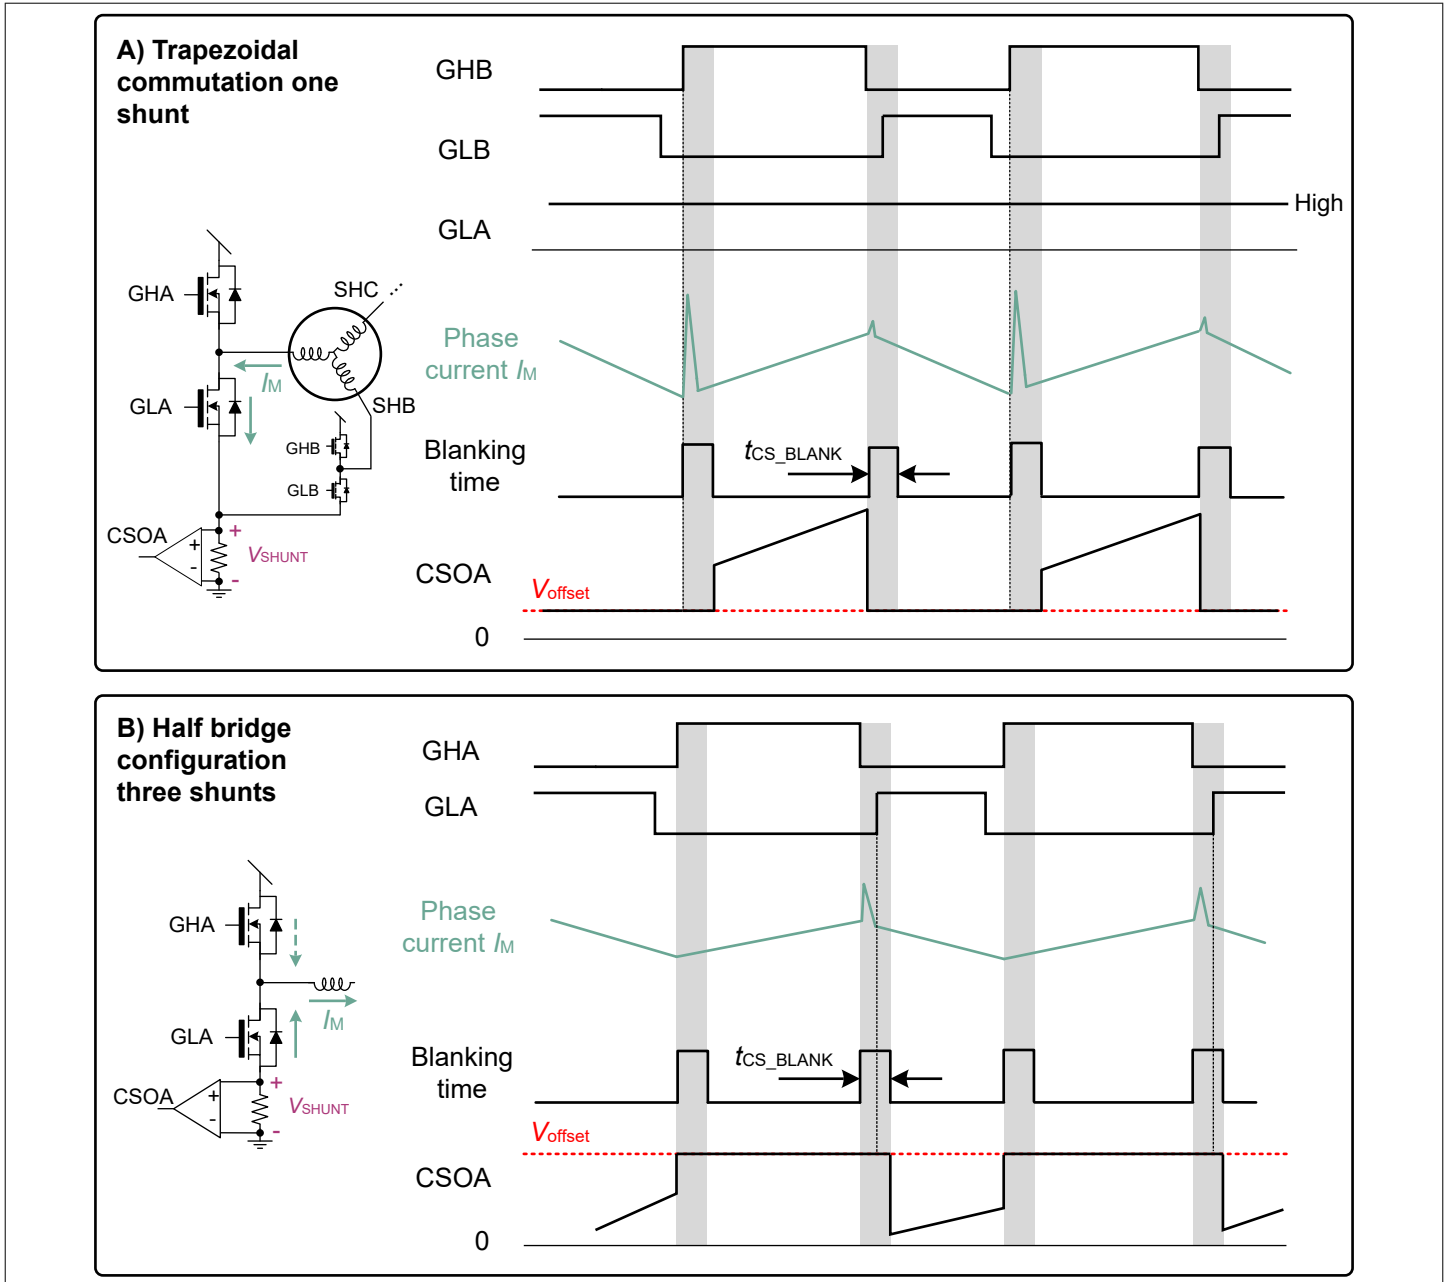 A) Trapezoidal
commutation one
shunt
GHB
GLB
GLA
High
GHA
SHC ...
Phase
current IM
IM
GLA
SHB
GHB
GLB
Blanking
time
tCS_BLANK
CSOA
+
+
-
VSHUNT
-
CSOA
Voffset
0
B) Half bridge
configuration
three shunts
GHA
GLA
GHA
Phase
current IM
IM
GLA
Blanking
time
tCS_BLANK
CSOA
+
+
-
VSHUNT
-
Voffset
CSOA
0